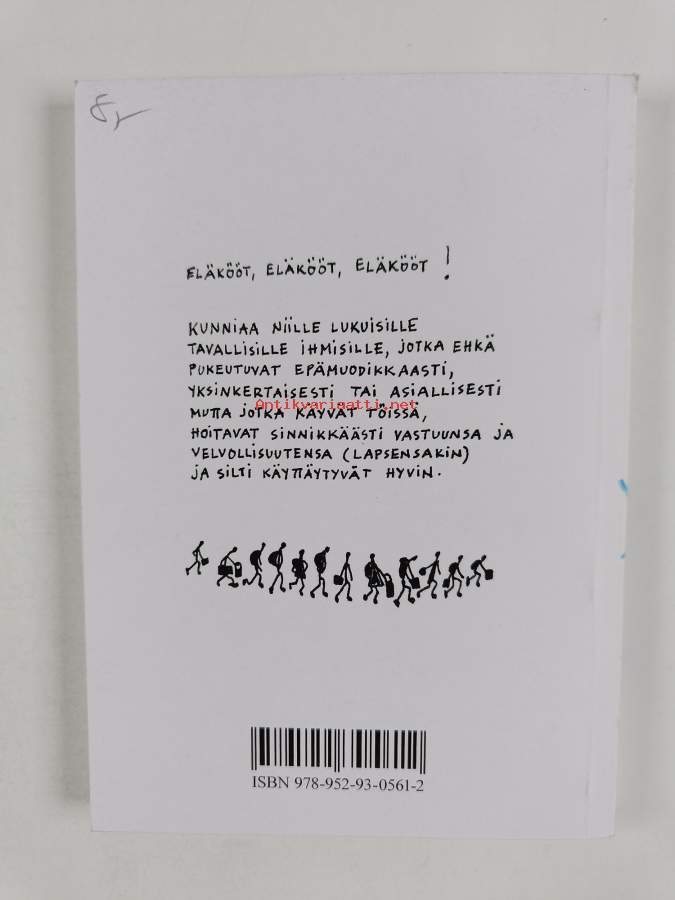 8,-
ELÄKÖÖT, ELÄKÖÖT, ELÄKÖÖT !
KUNNIAA NIILLE LUKUISILLE
TAVALLISILLE IHMISILLE, JOTKA EHKÄ
PUKEUTUVAT EPÄMUODIKKAASTI,
YKSINKERTAISESTI TAI ASIALLISESTI
Antikvariaatti.net
MUTTA JOTKA KÄYVÄT TÖISSÄ,
HOITAVAT SINNIKKÄÄSTI VASTUUNSA JA
VELVOLLISUUTENSA (LAPSENSAKIN)
JA SILTI KÄYTTÄYTYVÄT HYVIN.
ISBN 978-952-93-0561-2